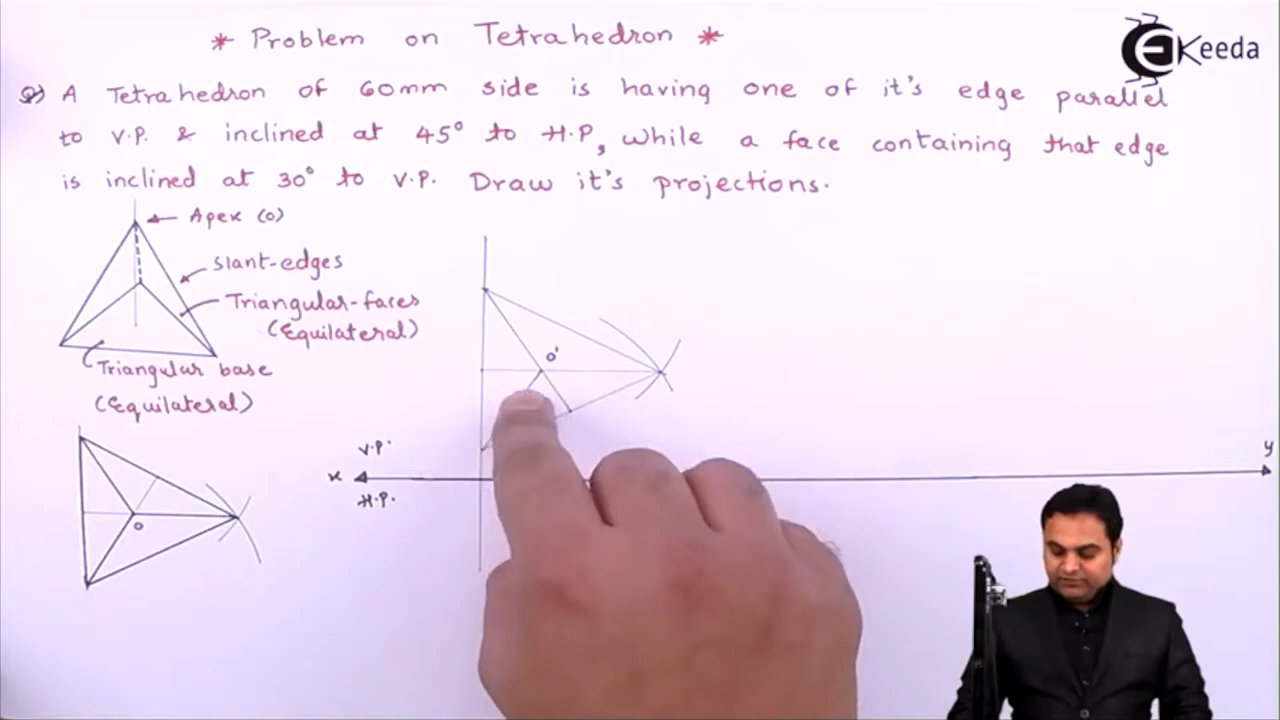 * Problem on Tetrahedron *
EKeeda
Q) A Tetrahedron of 60mm side is having one of it's edge parallel
to V.P. & inclined at 45° to H.P, while a face containing that edge
is inclined at 30° to V.P. Draw it's projections.
Apex (o)
slant-edges
Triangular-faces
(Equilateral)
Triangular base
(Equilateral)
o'
V.P.
x
y
H.P.
o